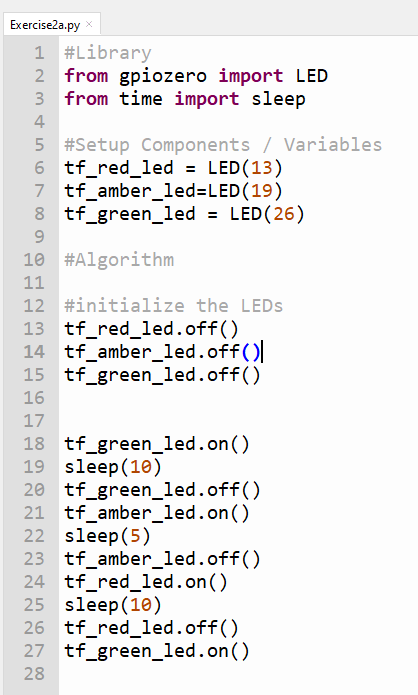 Exercise2a.py ×
1 #Library
2 from gpiozero import LED
3 from time import sleep
4
5 #Setup Components / Variables
6 tf_red_led = LED(13)
7 tf_amber_led=LED(19)
8 tf_green_led = LED(26)
9
10 #Algorithm
11
12 #initialize the LEDs
13 tf_red_led.off()
14 tf_amber_led.off()
15 tf_green_led.off()
16
17
18 tf_green_led.on()
19 sleep(10)
20 tf_green_led.off()
21 tf_amber_led.on()
22 sleep(5)
23 tf_amber_led.off()
24 tf_red_led.on()
25 sleep(10)
26 tf_red_led.off()
27 tf_green_led.on()
28